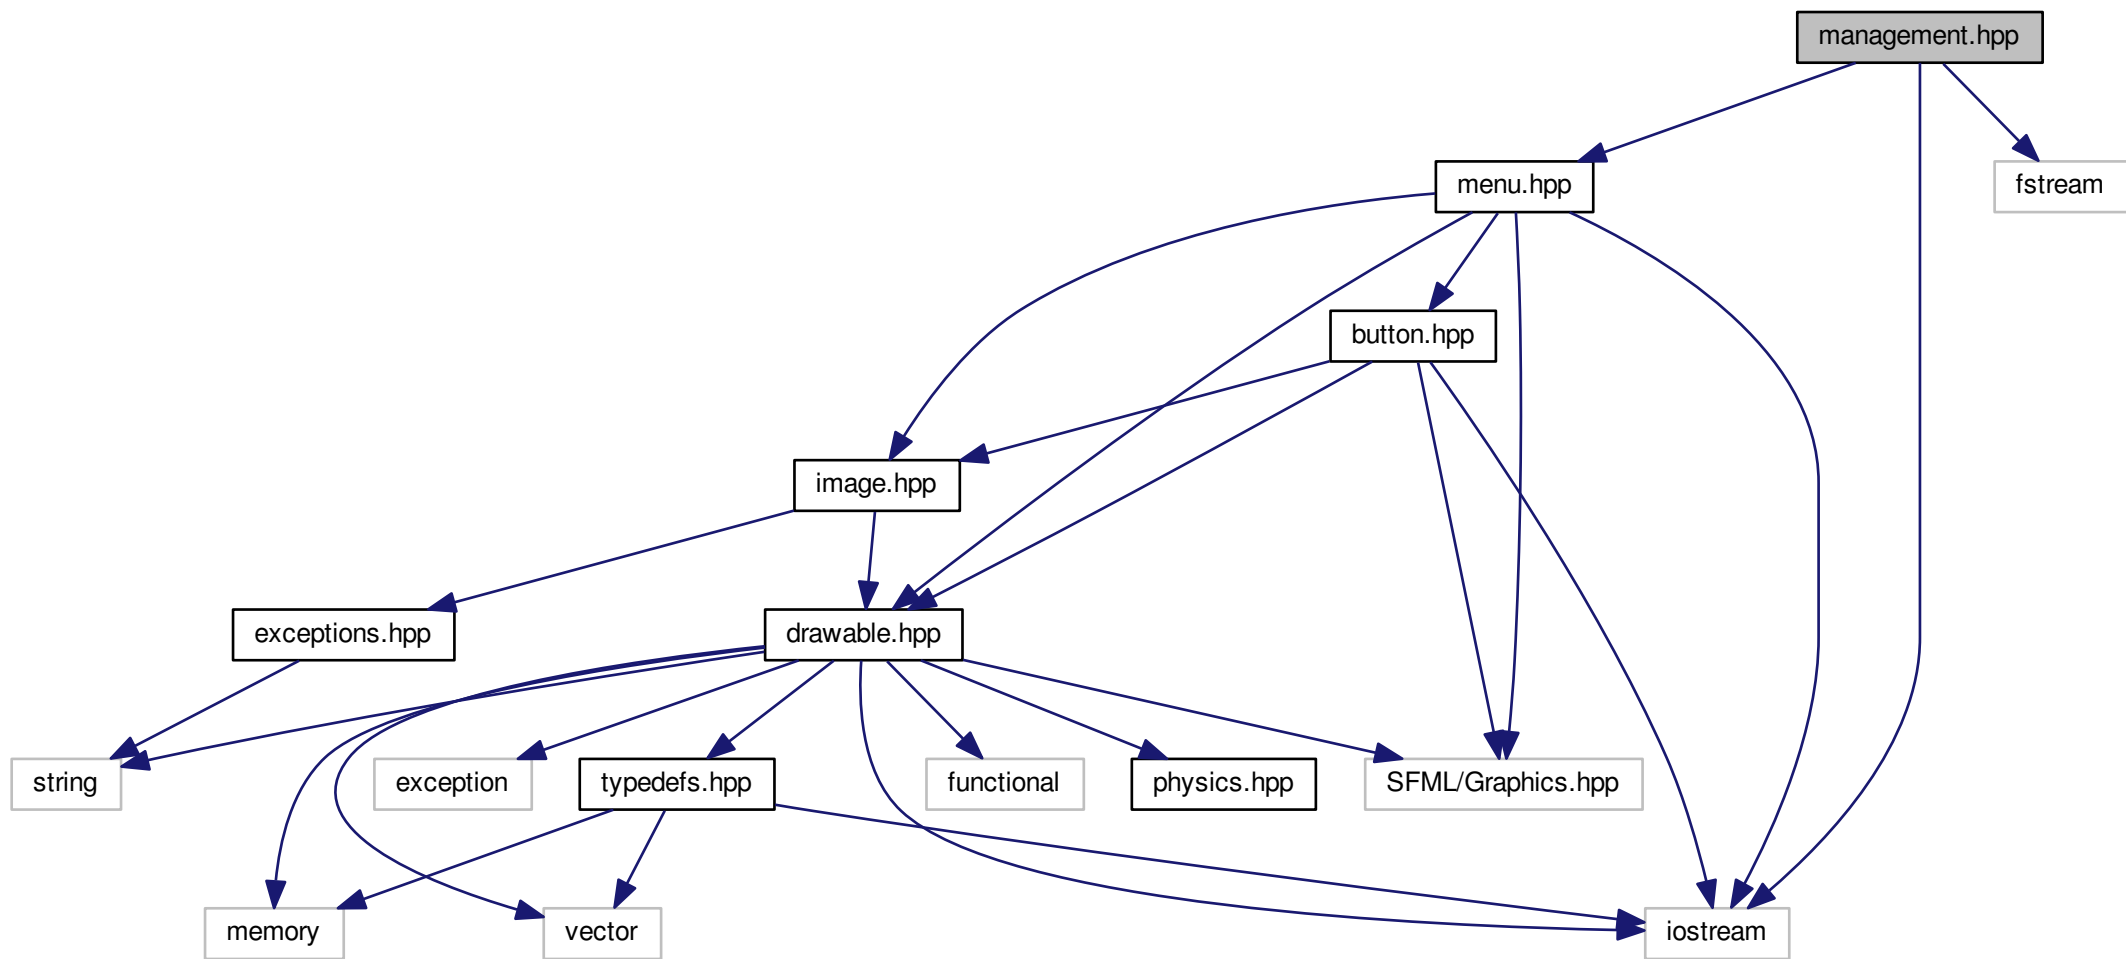 management.hpp
menu.hpp
fstream
button.hpp
image.hpp
exceptions.hpp
drawable.hpp
string
exception
typedefs.hpp
functional
physics.hpp
SFML/Graphics.hpp
memory
vector
iostream